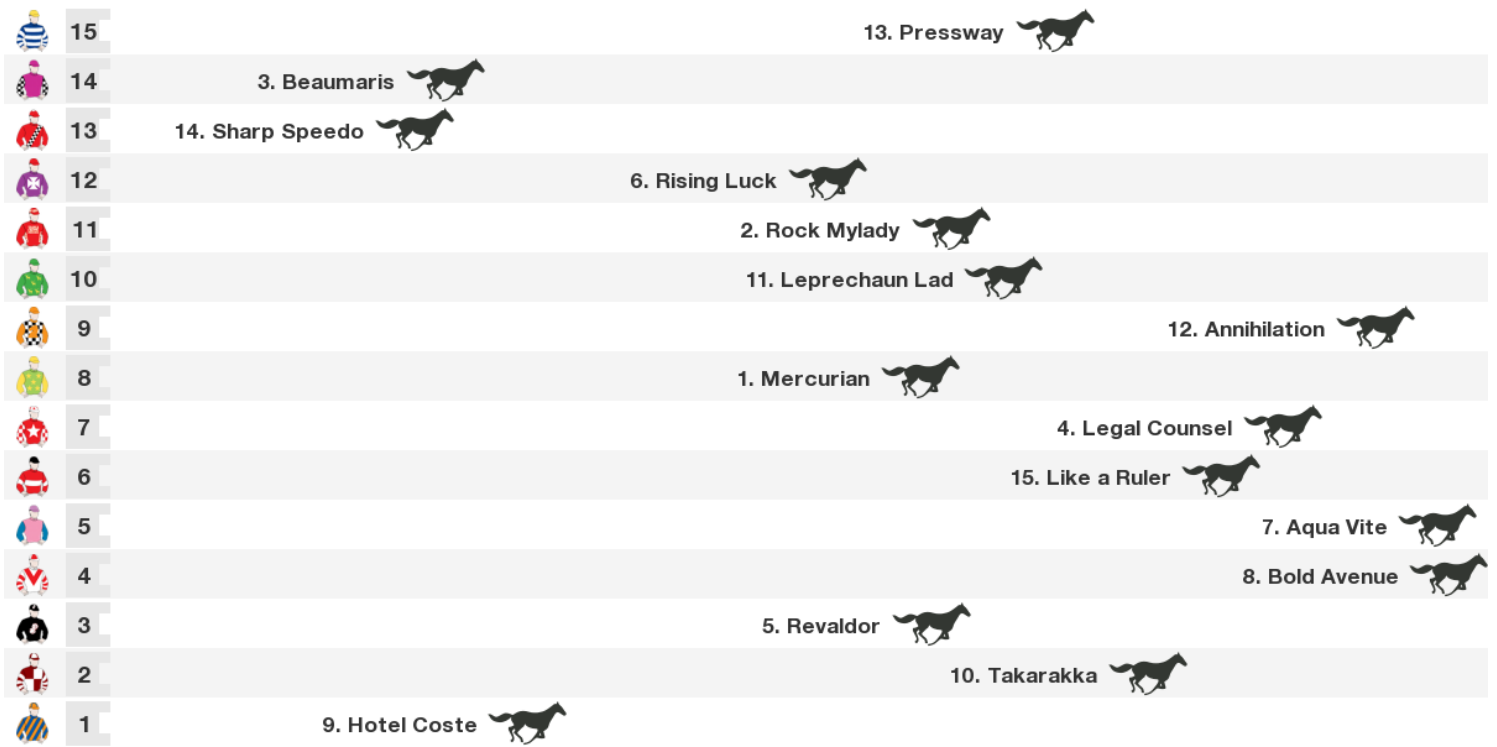 15 13. Pressway
14 3. Beaumaris
13 14. Sharp Speedo
12 6. Rising Luck
11 2. Rock Mylady
10 11. Leprechaun Lad
9 12. Annihilation
8 1. Mercurian
7 4. Legal Counsel
6 15. Like a Ruler
5 7. Aqua Vite
4 8. Bold Avenue
3 5. Revaldor
2 10. Takarakka
1 9. Hotel Coste